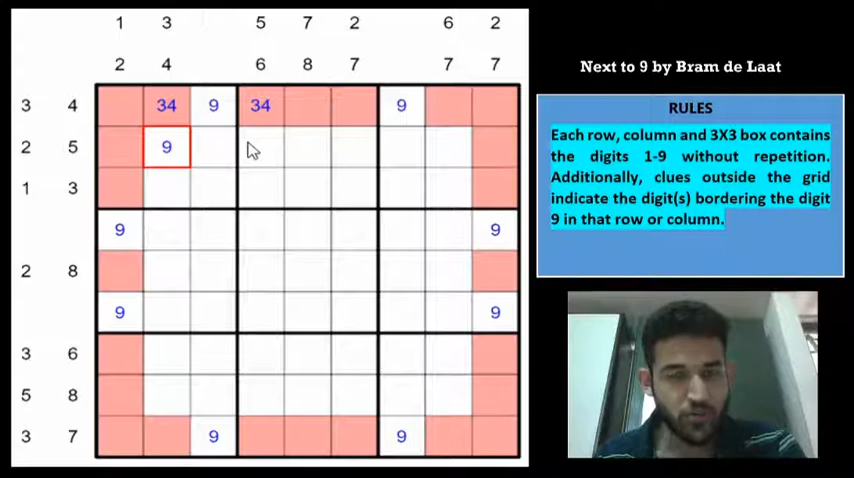 1 3 5 7 2 6 2
2 4 6 8 7 7 7
3 4 34 9 34 9
2 5 9
1 3
9 9
2 8
9 9
3 6
5 8
3 7 9 9
Next to 9 by Bram de Laat
RULES
Each row, column and 3X3 box contains
the digits 1-9 without repetition.
Additionally, clues outside the grid
indicate the digit(s) bordering the digit
9 in that row or column.